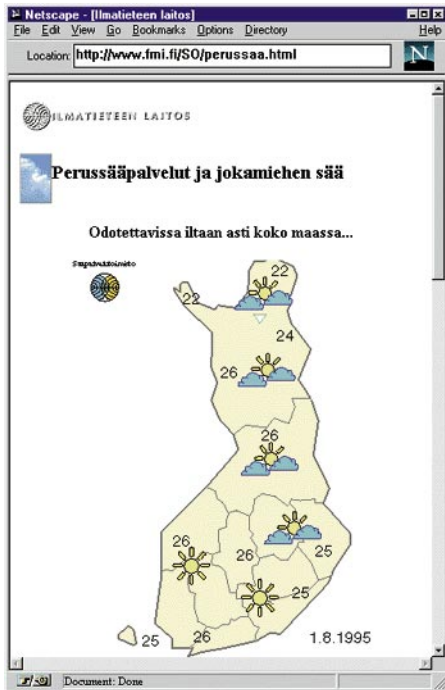 Netscape - [Ilmatieteen laitos]
File Edit View Go Bookmarks Options Directory Help
Location: http://www.fmi.fi/SO/perussaa.html
N
ILMATIETEEN LAITOS
Perussääpalvelut ja jokamiehen sää
Odotettavissa iltaan asti koko maassa...
22
22
24
26
26
26
26
25
25
25
26
1.8.1995
Document: Done